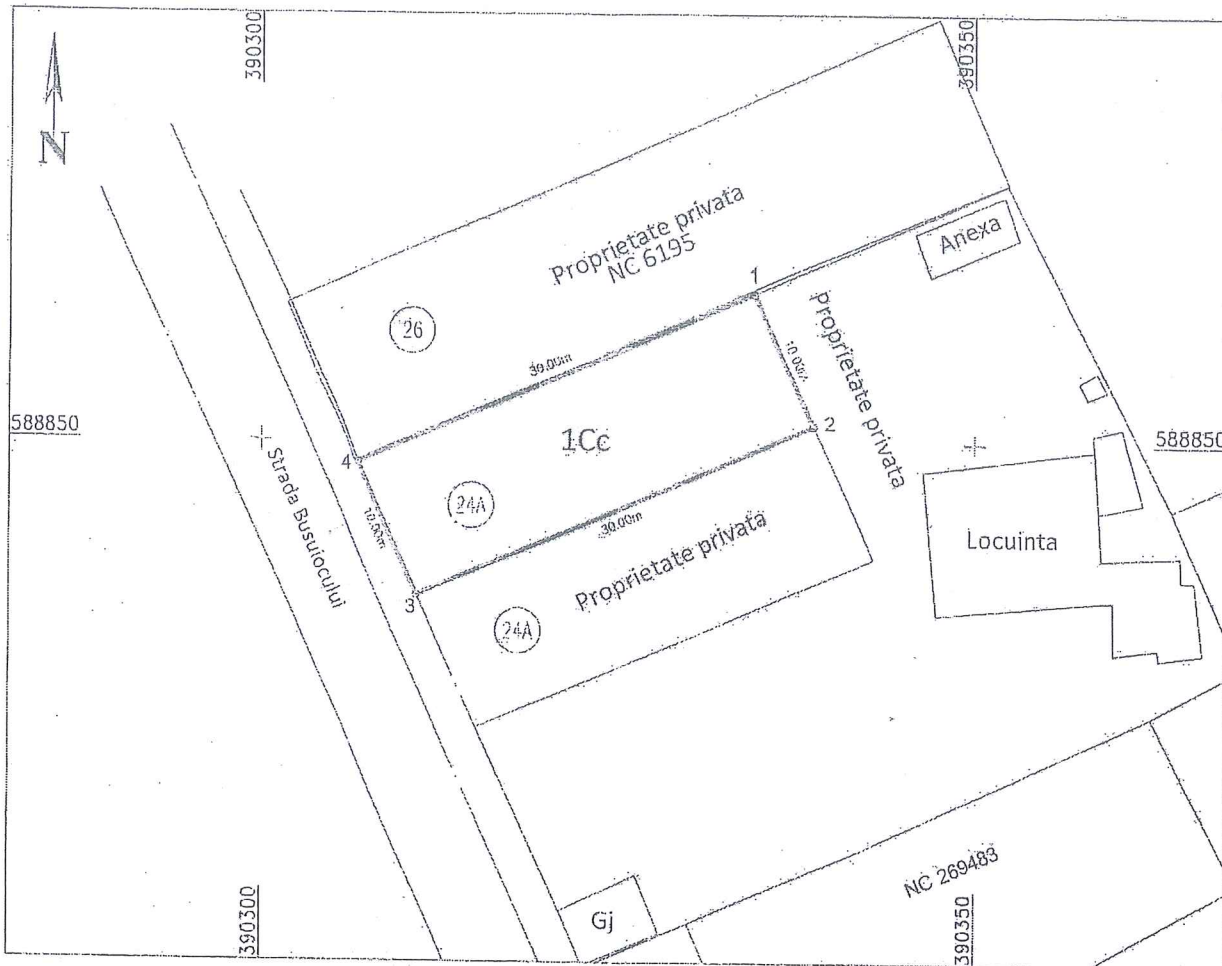 390300
390350
N
Proprietate privata
NC 6195
Anexa
1
26
30.00m
10.00m
Proprietate privata
588850
588850
4
1Cc
2
Strada Busuiocului
24A
10.00m
30.00m
Proprietate privata
Locuinta
3
24A
NC 269483
Gj
390300
390350